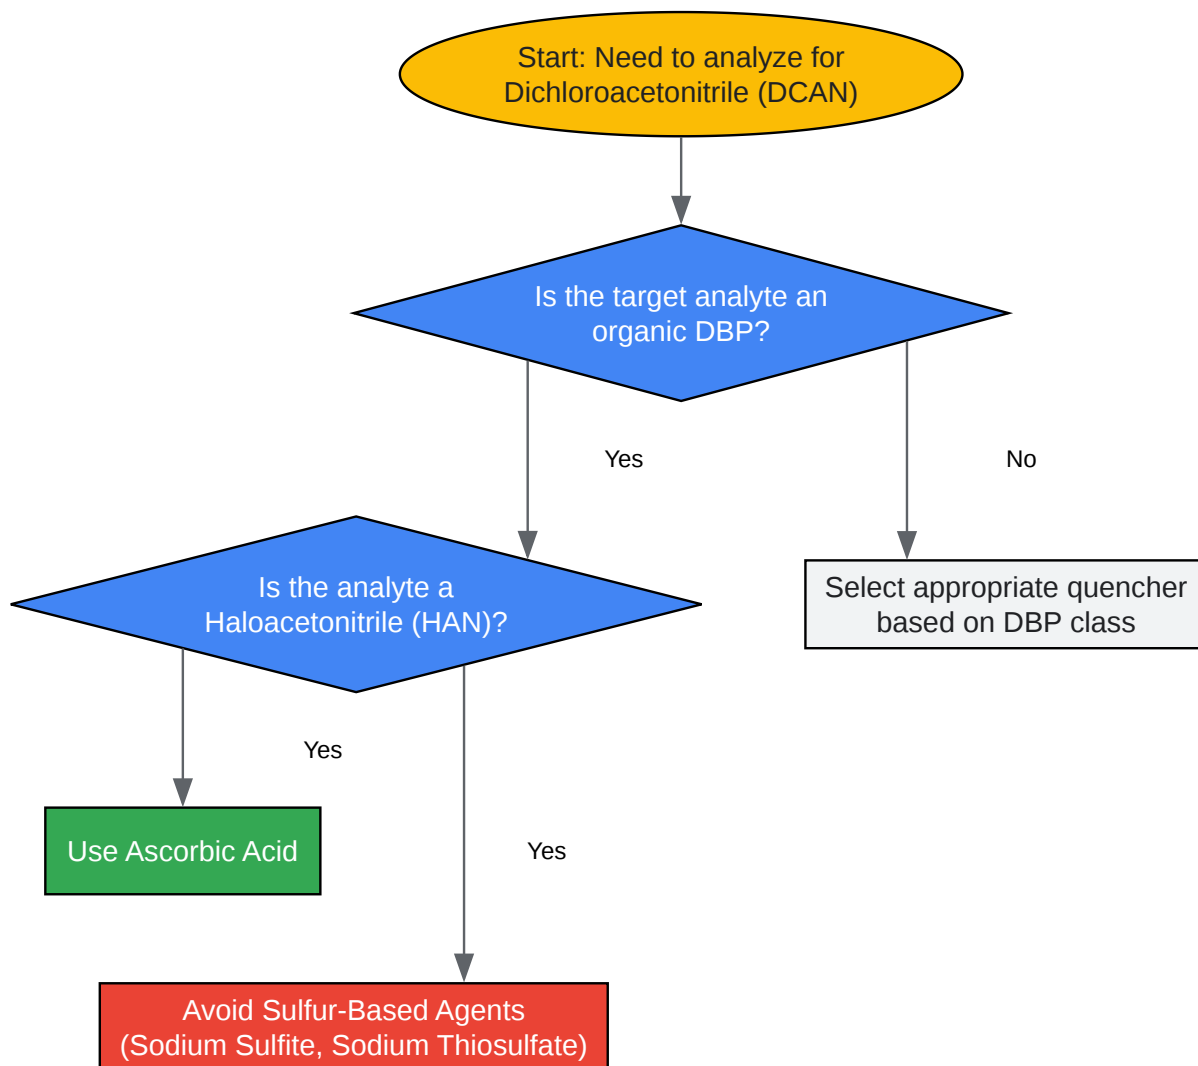 Start: Need to analyze for
Dichloroacetonitrile (DCAN)
Is the target analyte an
organic DBP?
Yes
No
Is the analyte a
Haloacetonitrile (HAN)?
Select appropriate quencher
based on DBP class
Yes
Use Ascorbic Acid
Yes
Avoid Sulfur-Based Agents
(Sodium Sulfite, Sodium Thiosulfate)